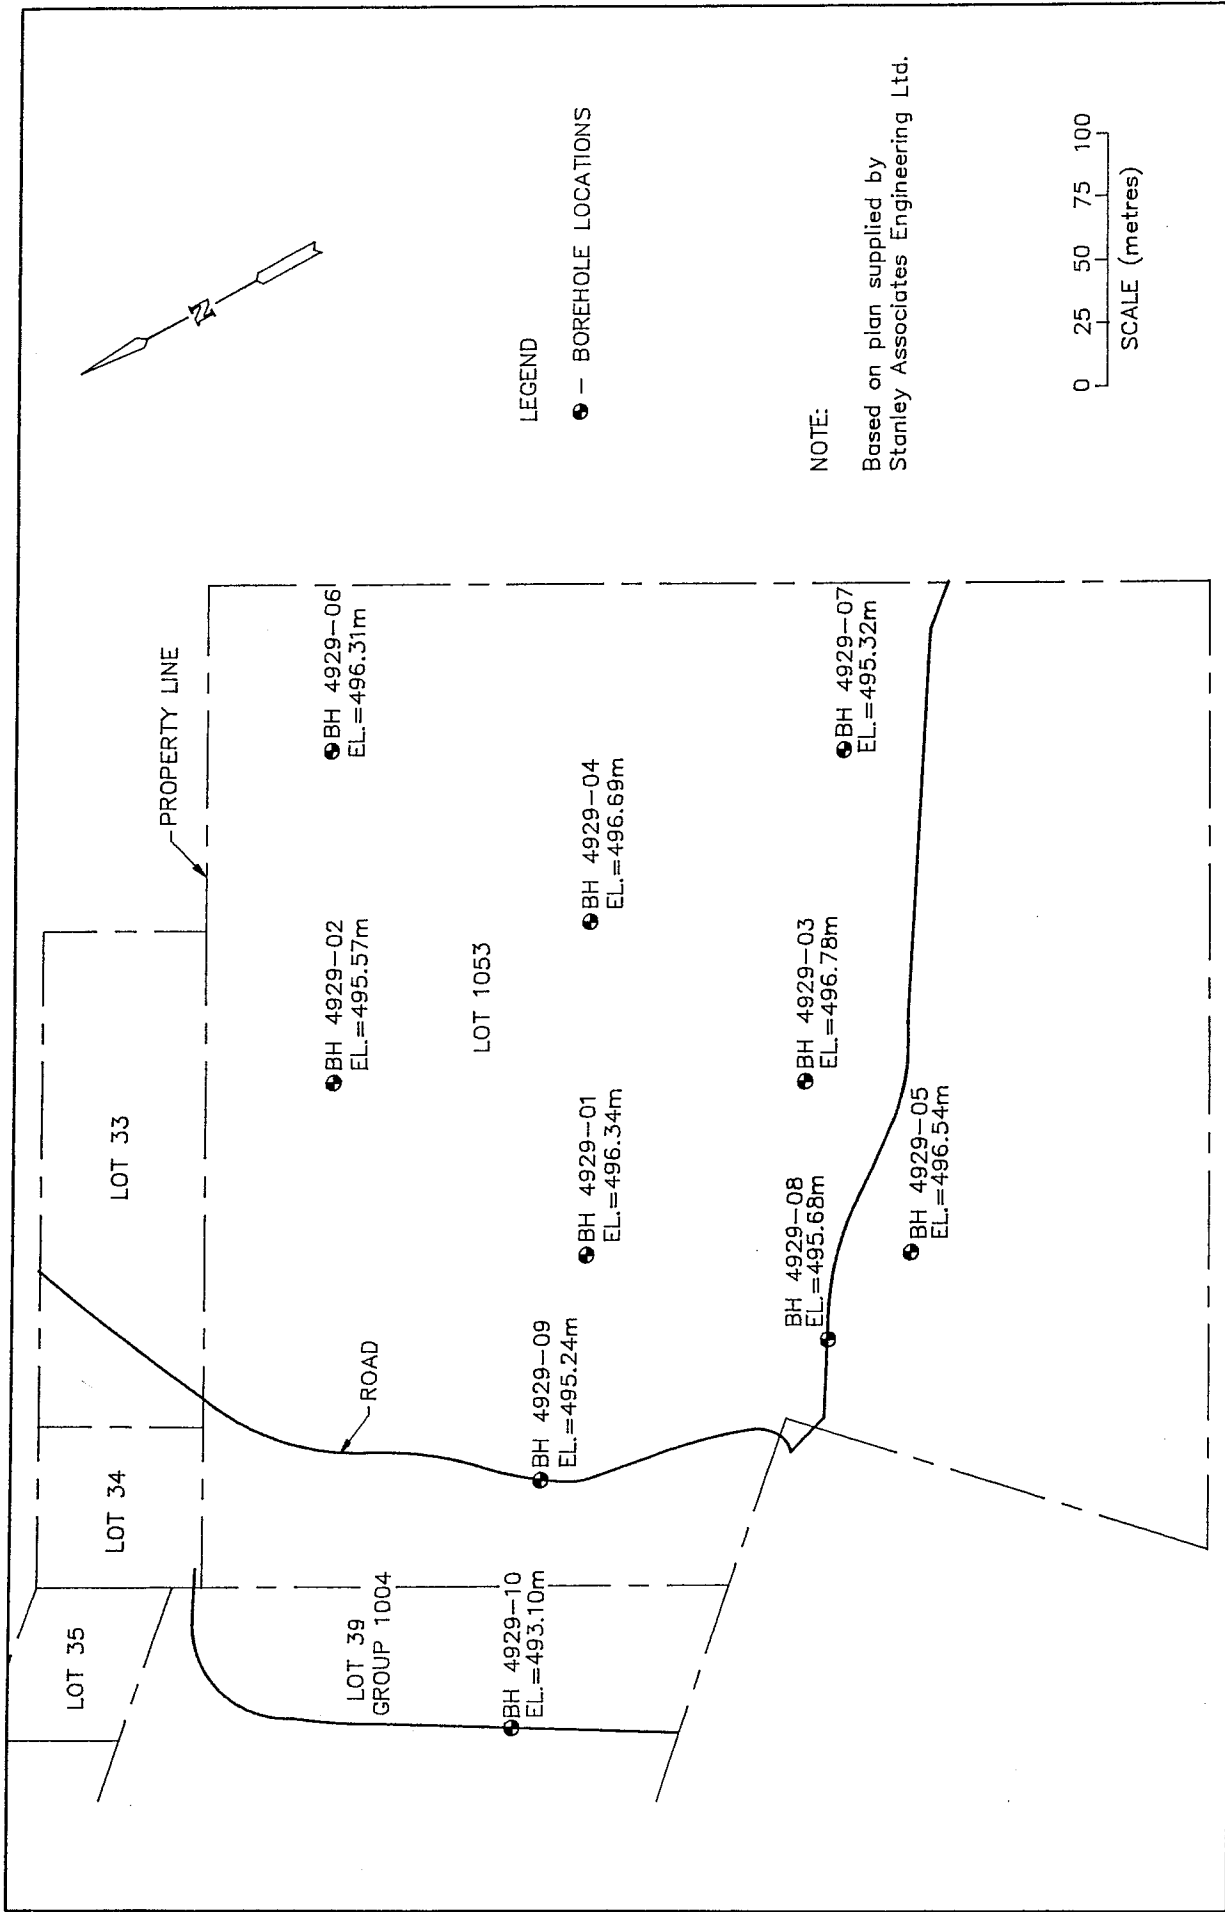 LOT 35
LOT 34
LOT 33
PROPERTY LINE
ROAD
LOT 39
GROUP 1004
BH 4929-02
EL.=495.57m
BH 4929-06
EL.=496.31m
LOT 1053
BH 4929-10
EL.=493.10m
BH 4929-09
EL.=495.24m
BH 4929-01
EL.=496.34m
BH 4929-04
EL.=496.69m
BH 4929-08
EL.=495.68m
BH 4929-03
EL.=496.78m
BH 4929-07
EL.=495.32m
BH 4929-05
EL.=496.54m
N
LEGEND
– BOREHOLE LOCATIONS
NOTE:
Based on plan supplied by
Stanley Associates Engineering Ltd.
0 25 50 75 100
SCALE (metres)